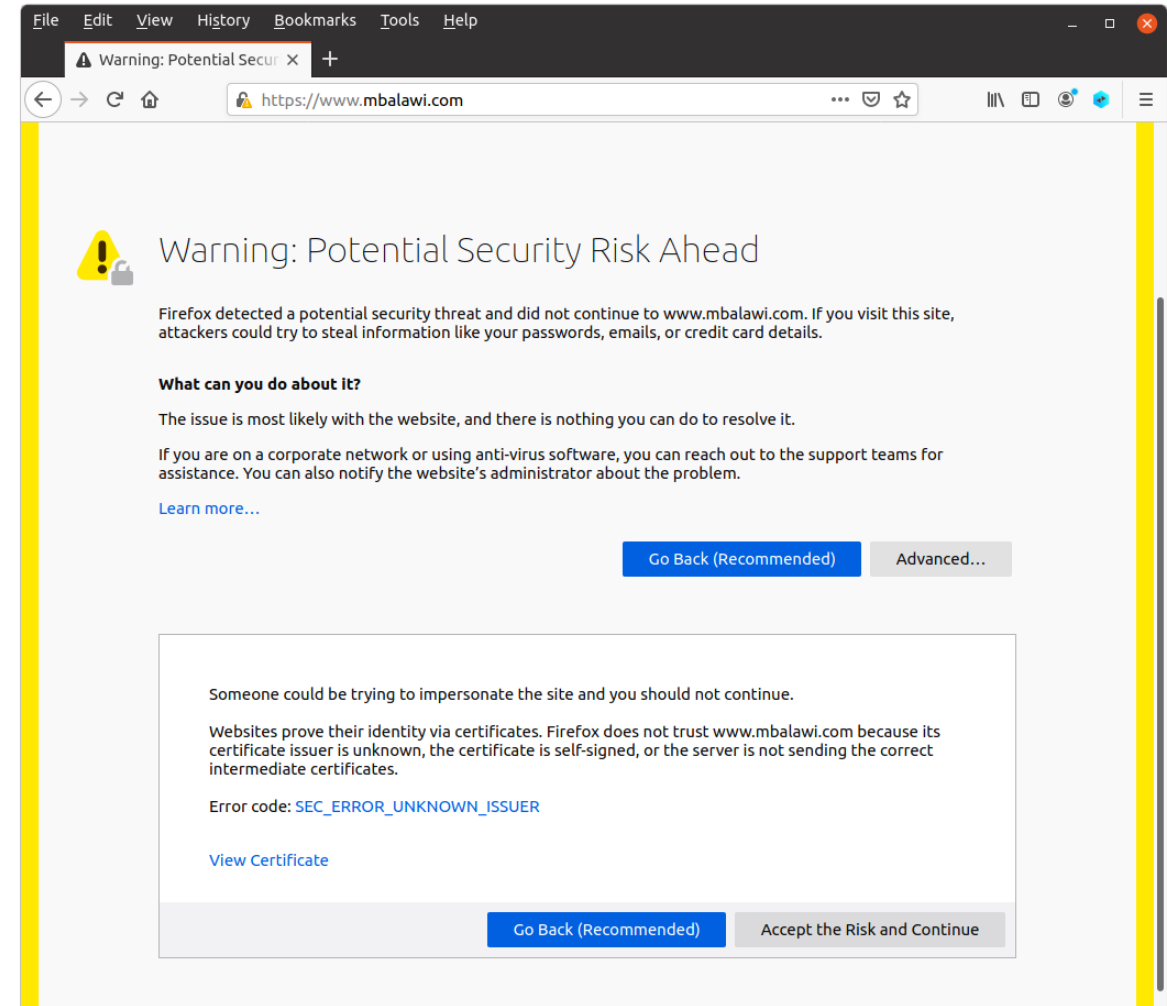 File Edit View History Bookmarks Tools Help
Warning: Potential Secur
https://www.mbalawi.com
Warning: Potential Security Risk Ahead
Firefox detected a potential security threat and did not continue to www.mbalawi.com. If you visit this site,
attackers could try to steal information like your passwords, emails, or credit card details.
What can you do about it?
The issue is most likely with the website, and there is nothing you can do to resolve it.
If you are on a corporate network or using anti-virus software, you can reach out to the support teams for
assistance. You can also notify the website’s administrator about the problem.
Learn more…
Go Back (Recommended) Advanced…
Someone could be trying to impersonate the site and you should not continue.
Websites prove their identity via certificates. Firefox does not trust www.mbalawi.com because its
certificate issuer is unknown, the certificate is self-signed, or the server is not sending the correct
intermediate certificates.
Error code: SEC_ERROR_UNKNOWN_ISSUER
View Certificate
Go Back (Recommended) Accept the Risk and Continue